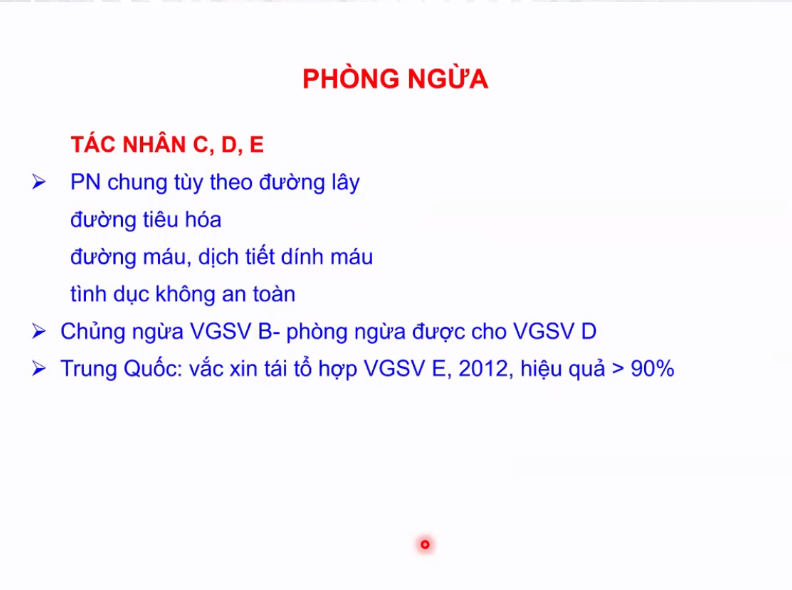 PHÒNG NGỪA
TÁC NHÂN C, D, E
➢ PN chung tùy theo đường lây
đường tiêu hóa
đường máu, dịch tiết dính máu
tình dục không an toàn
➢ Chủng ngừa VGSV B- phòng ngừa được cho VGSV D
➢ Trung Quốc: vắc xin tái tổ hợp VGSV E, 2012, hiệu quả > 90%